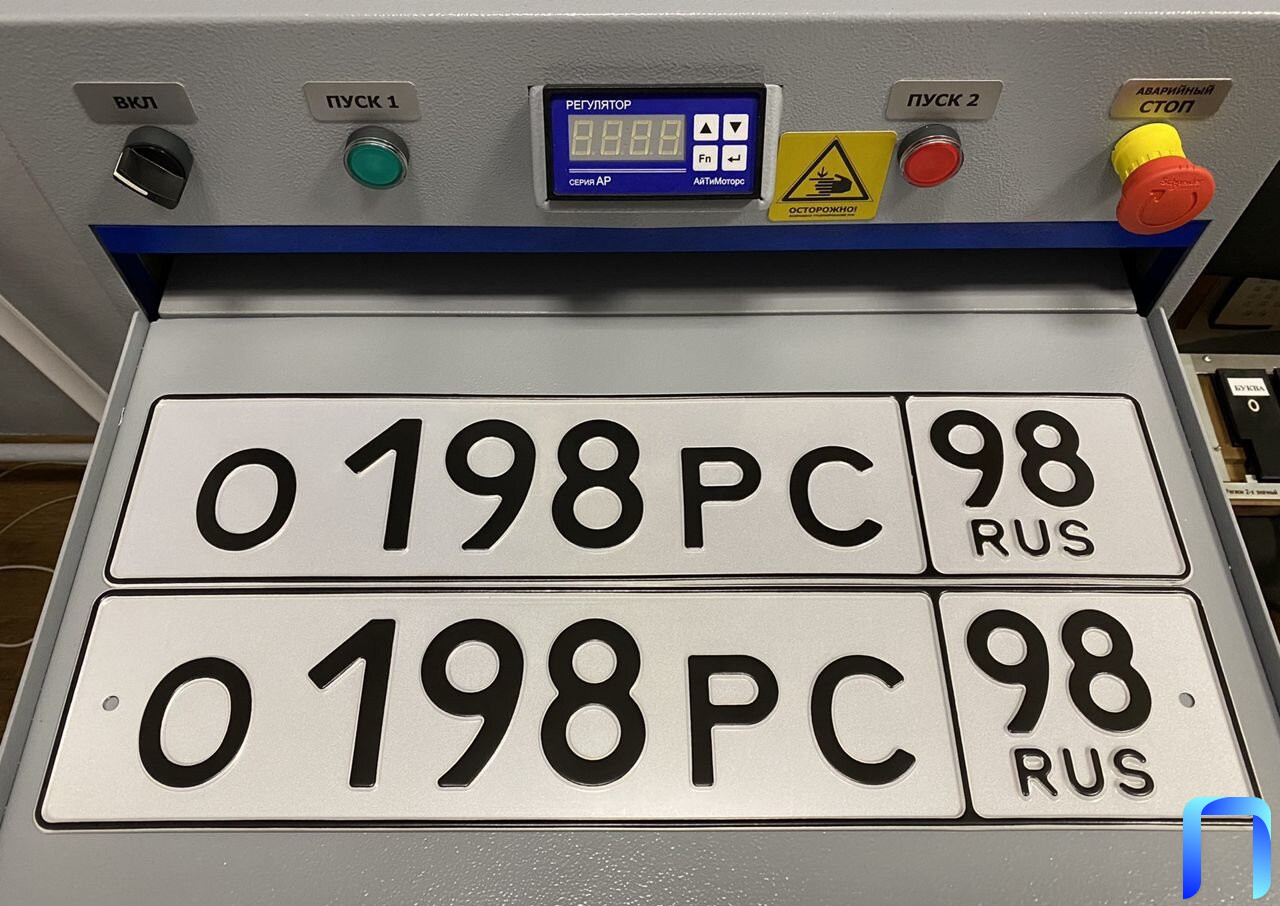 ВКЛ
ПУСК 1
РЕГУЛЯТОР
Fn
СЕРИЯ АР
АйТиМоторс
ОСТОРОЖНО!
ПУСК 2
АВАРИЙНЫЙ
СТОП
БУКВА
О
О 198 РС 98
RUS
О 198 РС 98
RUS